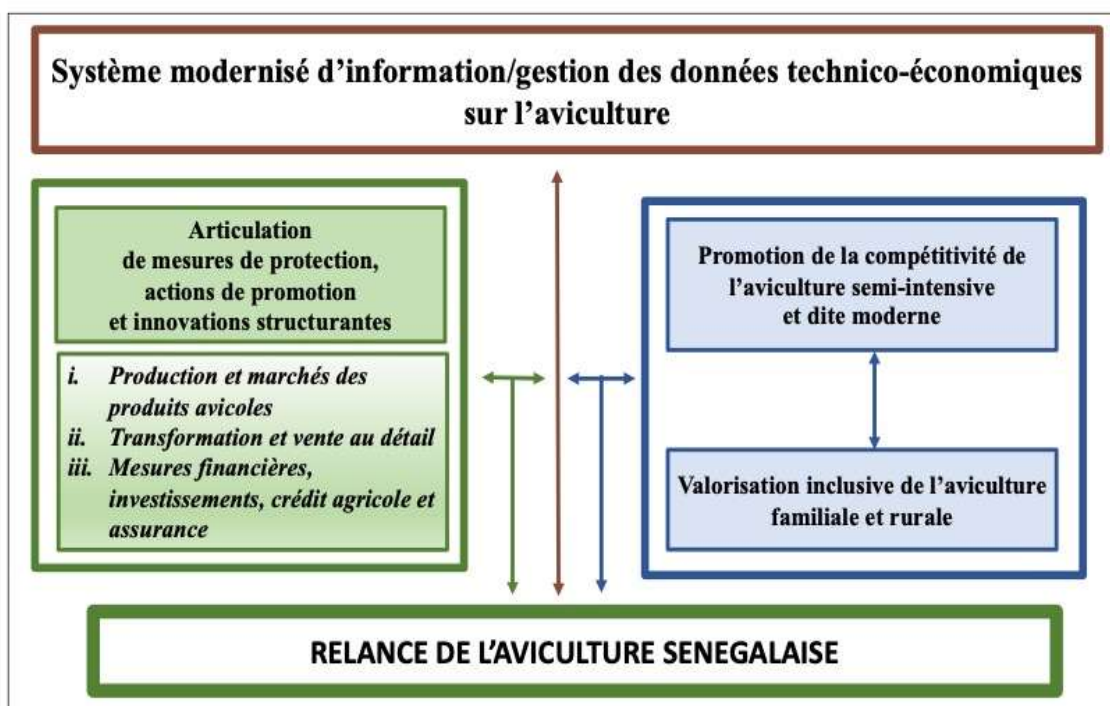 Système modernisé d’information/gestion des données technico-économiques
sur l’aviculture
Articulation
de mesures de protection,
actions de promotion
et innovations structurantes
i. Production et marchés des
produits avicoles
ii. Transformation et vente au détail
iii. Mesures financières,
investissements, crédit agricole et
assurance
Promotion de la compétitivité de
l’aviculture semi-intensive
et dite moderne
Valorisation inclusive de l’aviculture
familiale et rurale
RELANCE DE L’AVICULTURE SENEGALAISE